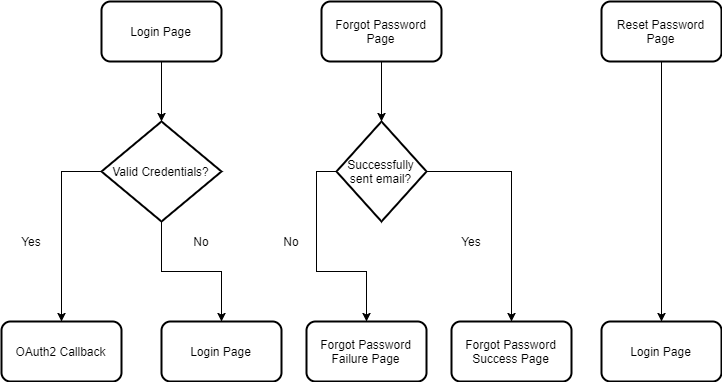 Login Page
Forgot Password
Page
Reset Password
Page
Valid Credentials?
Successfully
sent email?
Yes
No
No
Yes
OAuth2 Callback
Login Page
Forgot Password
Failure Page
Forgot Password
Success Page
Login Page